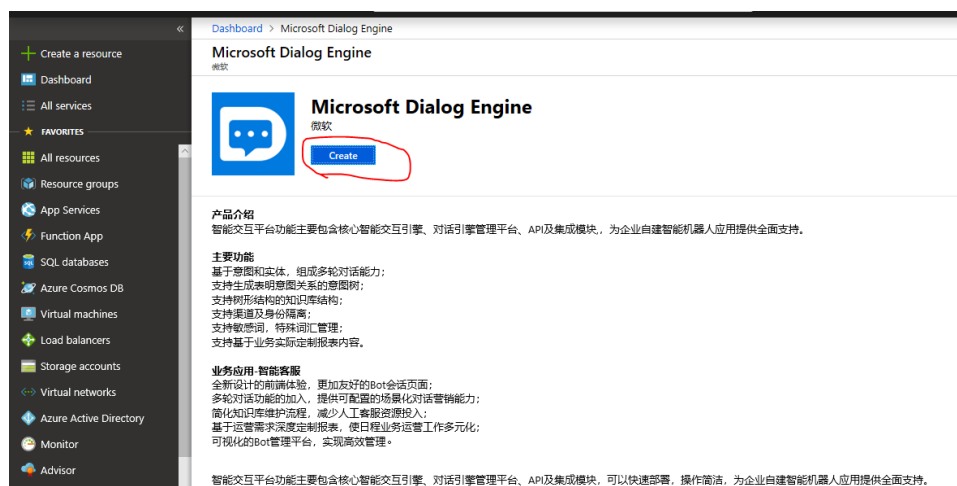 «
Create a resource
Dashboard
All services
FAVORITES
All resources
Resource groups
App Services
Function App
SQL databases
Azure Cosmos DB
Virtual machines
Load balancers
Storage accounts
Virtual networks
Azure Active Directory
Monitor
Advisor
Dashboard > Microsoft Dialog Engine
Microsoft Dialog Engine
微软
Microsoft Dialog Engine
微软
Create
产品介绍
智能交互平台功能主要包含核心智能交互引擎、对话引擎管理平台、API及集成模块,，为企业自建智能机器人应用提供全面支持。
主要功能
基于意图和实体，组成多轮对话能力；
支持生成表明意图关系的意图树；
支持树形结构的知识库结构；
支持渠道及身份隔离；
支持敏感词，特殊词汇管理；
支持基于业务实际定制报表内容。
业务应用-智能客服
全新设计的前端体验，更加友好的Bot会话页面；
多轮对话功能的加入，提供可配置的场景化对话营销能力；
简化知识库维护流程，减少人工客服资源投入；
基于运营需求深度定制报表，使日程业务运营工作多元化；
可视化的Bot管理平台，实现高效管理。
智能交互平台功能主要包含核心智能交互引擎、对话引擎管理平台、API及集成模块，可以快速部署，操作简洁，为企业自建智能机器人应用提供全面支持。